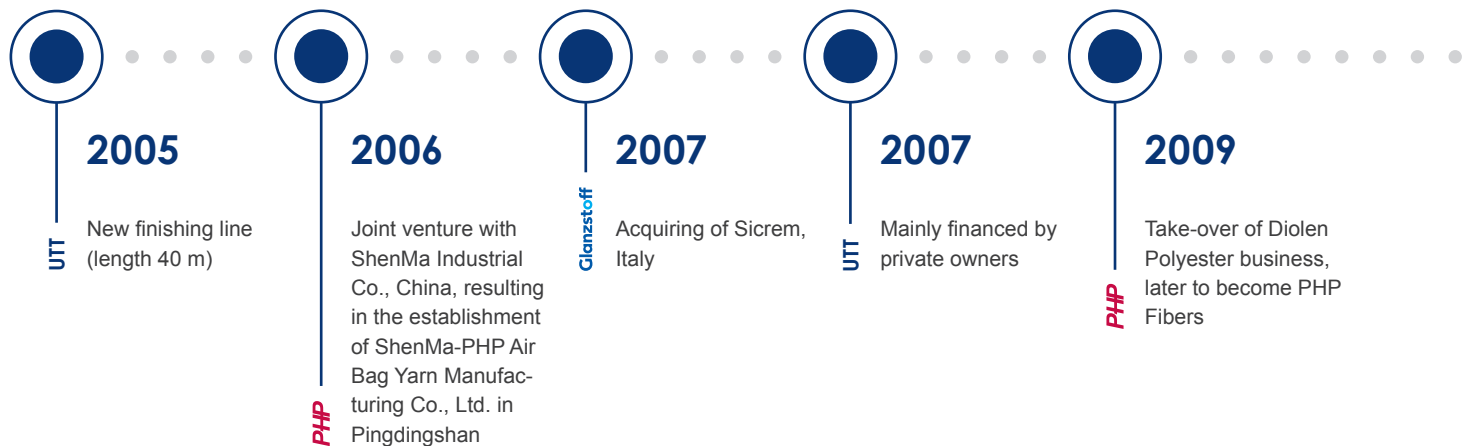 2005
UTT
New finishing line
(length 40 m)
2006
PHP
Joint venture with
ShenMa Industrial
Co., China, resulting
in the establishment
of ShenMa-PHP Air
Bag Yarn Manufac-
turing Co., Ltd. in
Pingdingshan
2007
Glanzstoff
Acquiring of Sicrem,
Italy
2007
UTT
Mainly financed by
private owners
2009
PHP
Take-over of Diolen
Polyester business,
later to become PHP
Fibers